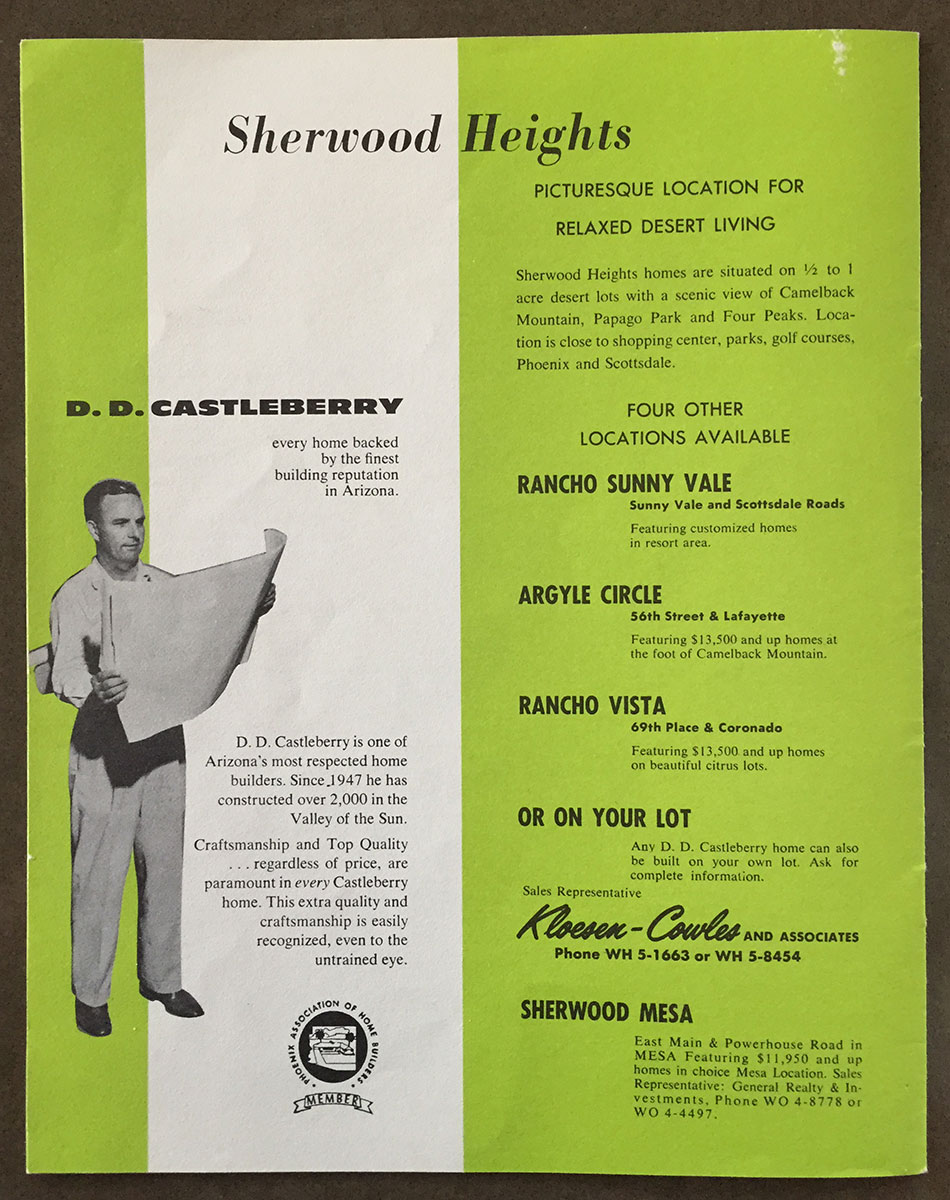 Sherwood Heights
D. D. CASTLEBERRY
every home backed
by the finest
building reputation
in Arizona.
D. D. Castleberry is one of
Arizona's most respected home
builders. Since 1947 he has
constructed over 2,000 in the
Valley of the Sun.
Craftsmanship and Top Quality
. . . regardless of price, are
paramount in every Castleberry
home. This extra quality and
craftsmanship is easily
recognized, even to the
untrained eye.
• PHOENIX ASSOCIATION OF HOME BUILDERS •
MEMBER
PICTURESQUE LOCATION FOR
RELAXED DESERT LIVING
Sherwood Heights homes are situated on ½ to 1
acre desert lots with a scenic view of Camelback
Mountain, Papago Park and Four Peaks. Loca-
tion is close to shopping center, parks, golf courses,
Phoenix and Scottsdale.
FOUR OTHER
LOCATIONS AVAILABLE
RANCHO SUNNY VALE
Sunny Vale and Scottsdale Roads
Featuring customized homes
in resort area.
ARGYLE CIRCLE
56th Street & Lafayette
Featuring $13,500 and up homes at
the foot of Camelback Mountain.
RANCHO VISTA
69th Place & Coronado
Featuring $13,500 and up homes
on beautiful citrus lots.
OR ON YOUR LOT
Any D. D. Castleberry home can also
be built on your own lot. Ask for
complete information.
Sales Representative
Kloesen-Cowles AND ASSOCIATES
Phone WH 5-1663 or WH 5-8454
SHERWOOD MESA
East Main & Powerhouse Road in
MESA Featuring $11,950 and up
homes in choice Mesa Location. Sales
Representative: General Realty & In-
vestments, Phone WO 4-8778 or
WO 4-4497.